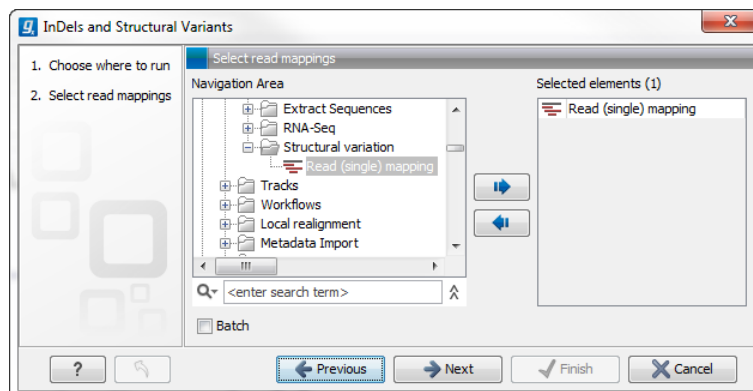 InDels and Structural Variants
1. Choose where to run
2. Select read mappings
Select read mappings
Navigation Area
Extract Sequences
RNA-Seq
Structural variation
Read (single) mapping
Tracks
Workflows
Local realignment
Metadata Import
<enter search term>
Batch
Selected elements (1)
Read (single) mapping
?
Previous
Next
Finish
Cancel